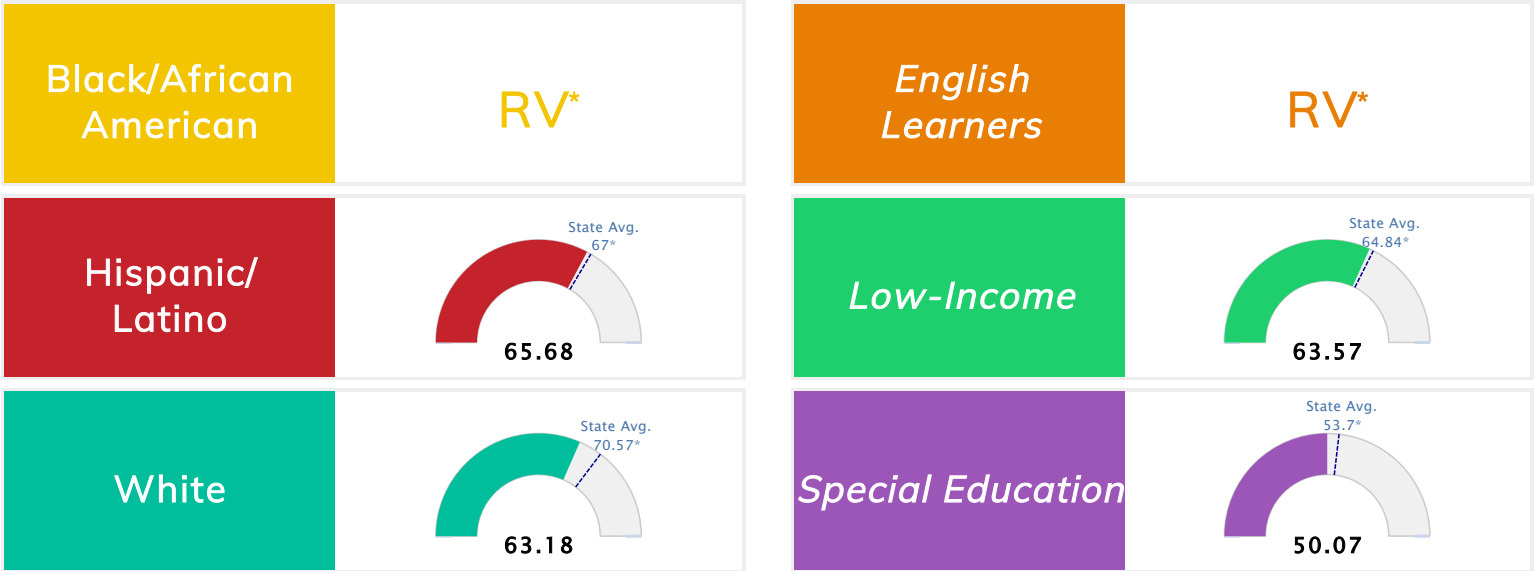 Black/African
American
RV*
English
Learners
RV*
Hispanic/
Latino
State Avg.
67*
65.68
Low-Income
State Avg.
64.84*
63.57
White
State Avg.
70.57*
63.18
Special Education
State Avg.
53.7*
50.07